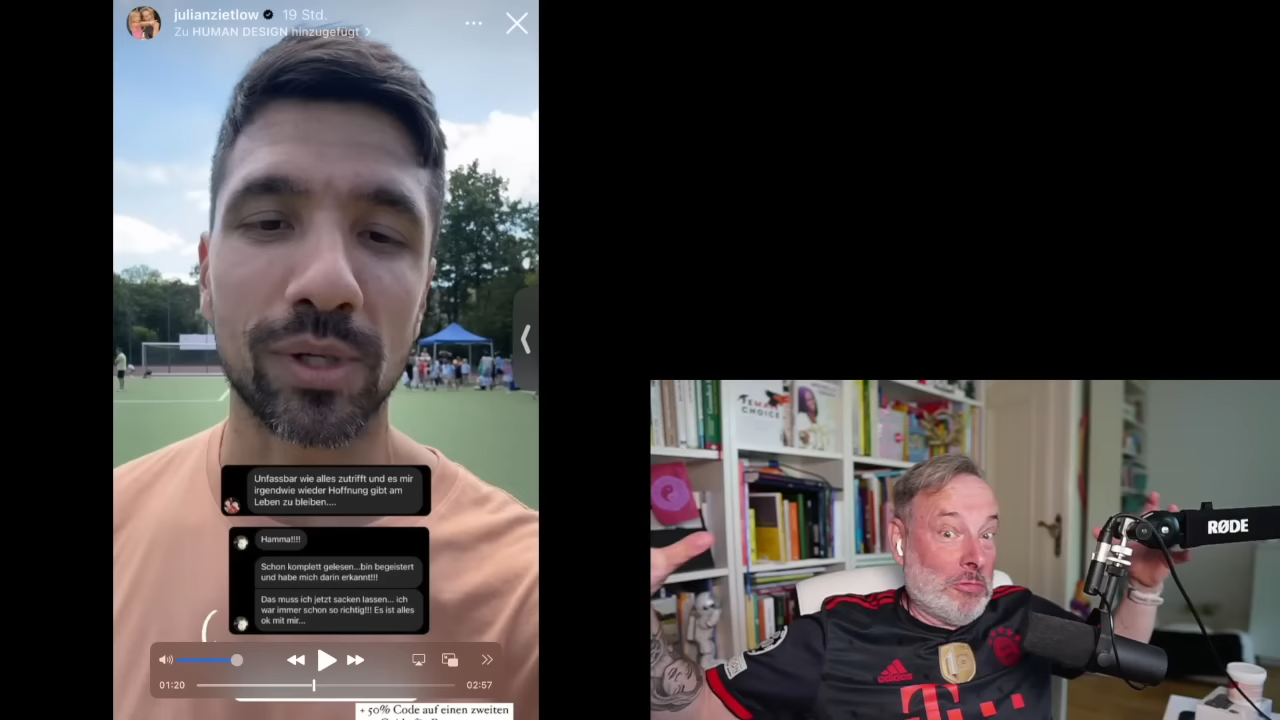 julianzietlow 19 Std.
Zu HUMAN DESIGN hinzugefügt
Unfassbar wie alles zutrifft und es mir
irgendwie wieder Hoffnung gibt am
Leben zu bleiben....
Hamma!!!!
Schon komplett gelesen...bin begeistert
und habe mich darin erkannt!!!
Das muss ich jetzt sacken lassen... ich
war immer schon so richtig!!! Es ist alles
ok mit mir...
01:20
02:57
+ 50% Code auf einen zweiten
CHOICE
RØDE